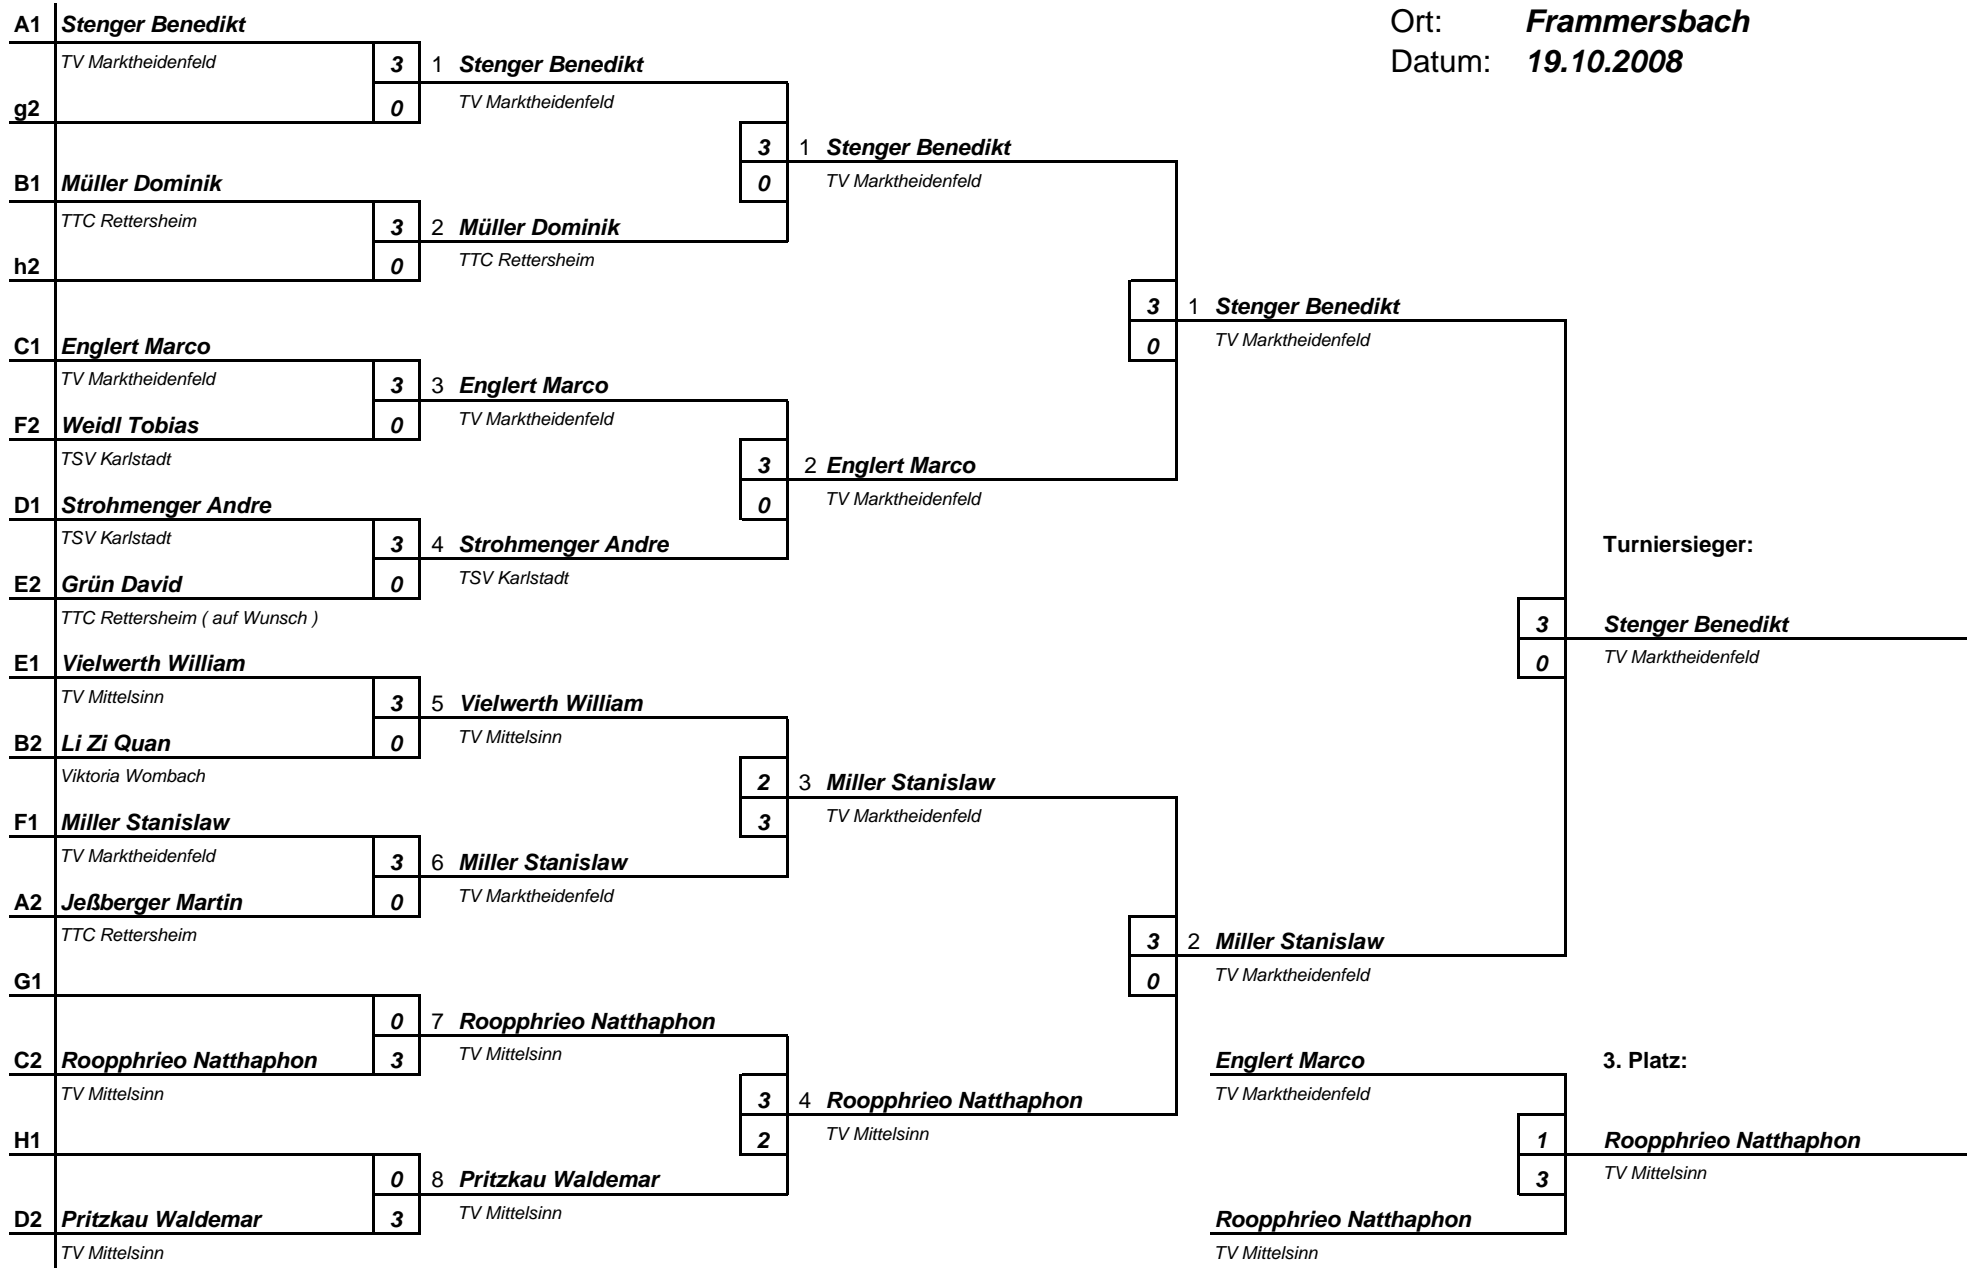 Ort: Frammersbach
Datum: 19.10.2008
A1 Stenger Benedikt
TV Marktheidenfeld
3
g2
0
B1 Müller Dominik
TTC Rettersheim
3
h2
0
C1 Englert Marco
TV Marktheidenfeld
3
F2 Weidl Tobias
0
TSV Karlstadt
D1 Strohmenger Andre
TSV Karlstadt
3
E2 Grün David
0
TTC Rettersheim ( auf Wunsch )
E1 Vielwerth William
TV Mittelsinn
3
B2 Li Zi Quan
0
Viktoria Wombach
F1 Miller Stanislaw
TV Marktheidenfeld
3
A2 Jeßberger Martin
0
TTC Rettersheim
G1
0
C2 Roopphrieo Natthaphon
3
TV Mittelsinn
H1
0
D2 Pritzkau Waldemar
3
TV Mittelsinn
1 Stenger Benedikt
TV Marktheidenfeld
3
0
2 Müller Dominik
TTC Rettersheim
3 Englert Marco
TV Marktheidenfeld
3
0
4 Strohmenger Andre
TSV Karlstadt
5 Vielwerth William
TV Mittelsinn
2
3
6 Miller Stanislaw
TV Marktheidenfeld
7 Roopphrieo Natthaphon
TV Mittelsinn
3
2
8 Pritzkau Waldemar
TV Mittelsinn
1 Stenger Benedikt
TV Marktheidenfeld
3
0
2 Englert Marco
TV Marktheidenfeld
3 Miller Stanislaw
TV Marktheidenfeld
3
0
4 Roopphrieo Natthaphon
TV Mittelsinn
1 Stenger Benedikt
TV Marktheidenfeld
3
0
2 Miller Stanislaw
TV Marktheidenfeld
Turniersieger:
Stenger Benedikt
TV Marktheidenfeld
Englert Marco
TV Marktheidenfeld
1
3
Roopphrieo Natthaphon
TV Mittelsinn
3. Platz:
Roopphrieo Natthaphon
TV Mittelsinn